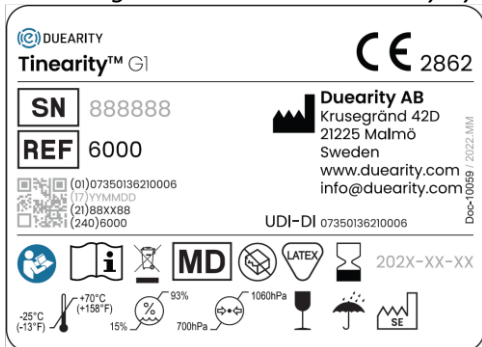 DUEARITY
Tinearity™ G1
CE 2862
SN 888888
REF 6000
Duearity AB
Krusegränd 42D
21225 Malmö
Sweden
www.duearity.com
info@duearity.com
Doc-10059 / 2022.MM
(01)07350136210006
(17)YYMMDD
(21)88XX88
(240)6000
UDI-DI 07350136210006
MD
LATEX
202X-XX-XX
-25°C
(-13°F)
+70°C
(+158°F)
15%
%
93%
700hPa
1060hPa
SE